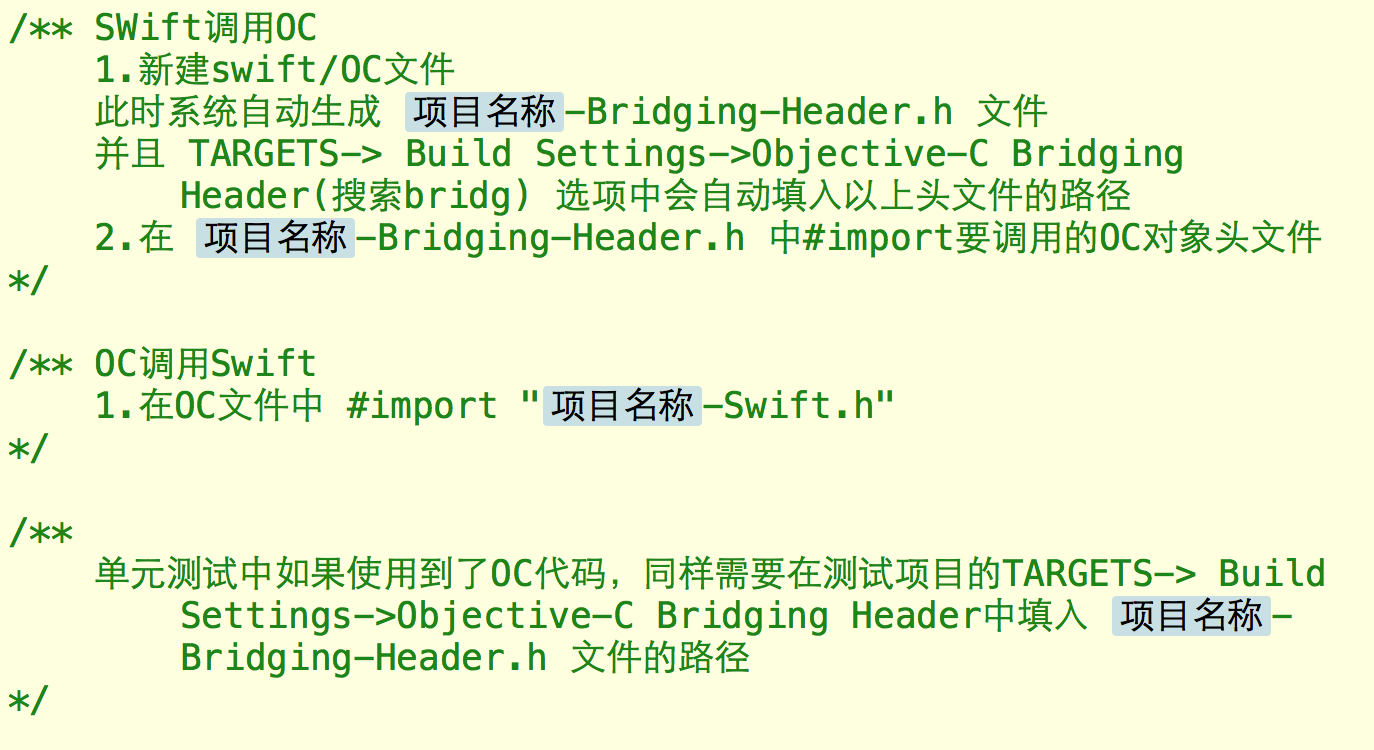 /** SWift调用OC
1.新建swift/OC文件
此时系统自动生成 项目名称-Bridging-Header.h 文件
并且 TARGETS-> Build Settings->Objective-C Bridging
Header(搜索bridg) 选项中会自动填入以上头文件的路径
2.在 项目名称-Bridging-Header.h 中#import要调用的OC对象头文件
*/
/** OC调用Swift
1.在OC文件中 #import "项目名称-Swift.h"
*/
/**
单元测试中如果使用到了OC代码，同样需要在测试项目的TARGETS-> Build
Settings->Objective-C Bridging Header中填入 项目名称-
Bridging-Header.h 文件的路径
*/